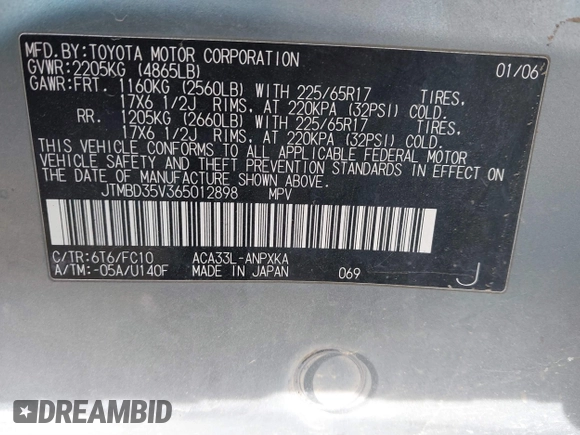 MFD.BY:TOYOTA MOTOR CORPORATION 01/06
GVWR:2205KG (4865LB)
GAWR:FRT. 1160KG (2560LB) WITH 225/65R17 TIRES,
17X6 1/2J RIMS, AT 220KPA (32PSI) COLD.
RR. 1205KG (2660LB) WITH 225/65R17 TIRES,
17X6 1/2J RIMS, AT 220KPA (32PSI) COLD.
THIS VEHICLE CONFORMS TO ALL APPLICABLE FEDERAL MOTOR
VEHICLE SAFETY AND THEFT PREVENTION STANDARDS IN EFFECT ON
THE DATE OF MANUFACTURE SHOWN ABOVE.
JTMBD35V365012898 MPV
C/TR:6T6/FC10 ACA33L-ANPXKA
A/TM:-05A/U140F MADE IN JAPAN 069 J
DREAMBID